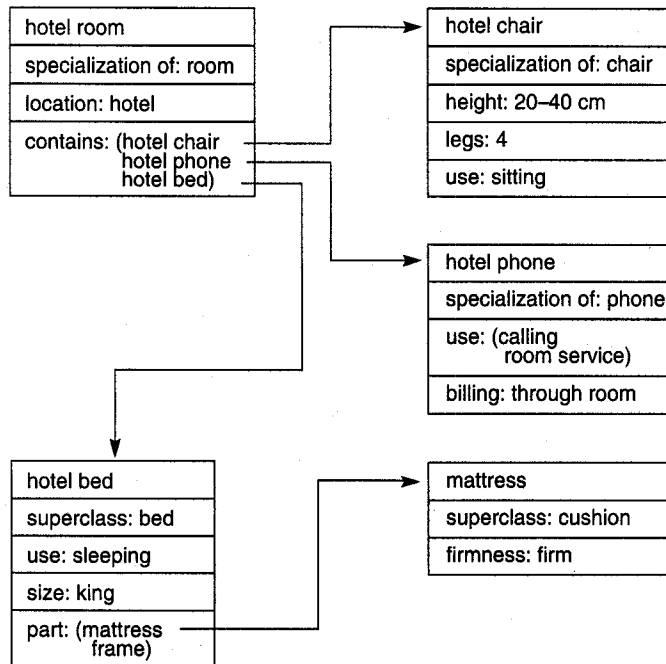 hotel room
specialization of: room
location: hotel
contains: (hotel chair
hotel phone
hotel bed)
hotel chair
specialization of: chair
height: 20–40 cm
legs: 4
use: sitting
hotel phone
specialization of: phone
use: (calling
room service)
billing: through room
hotel bed
superclass: bed
use: sleeping
size: king
part: (mattress
frame)
mattress
superclass: cushion
firmness: firm